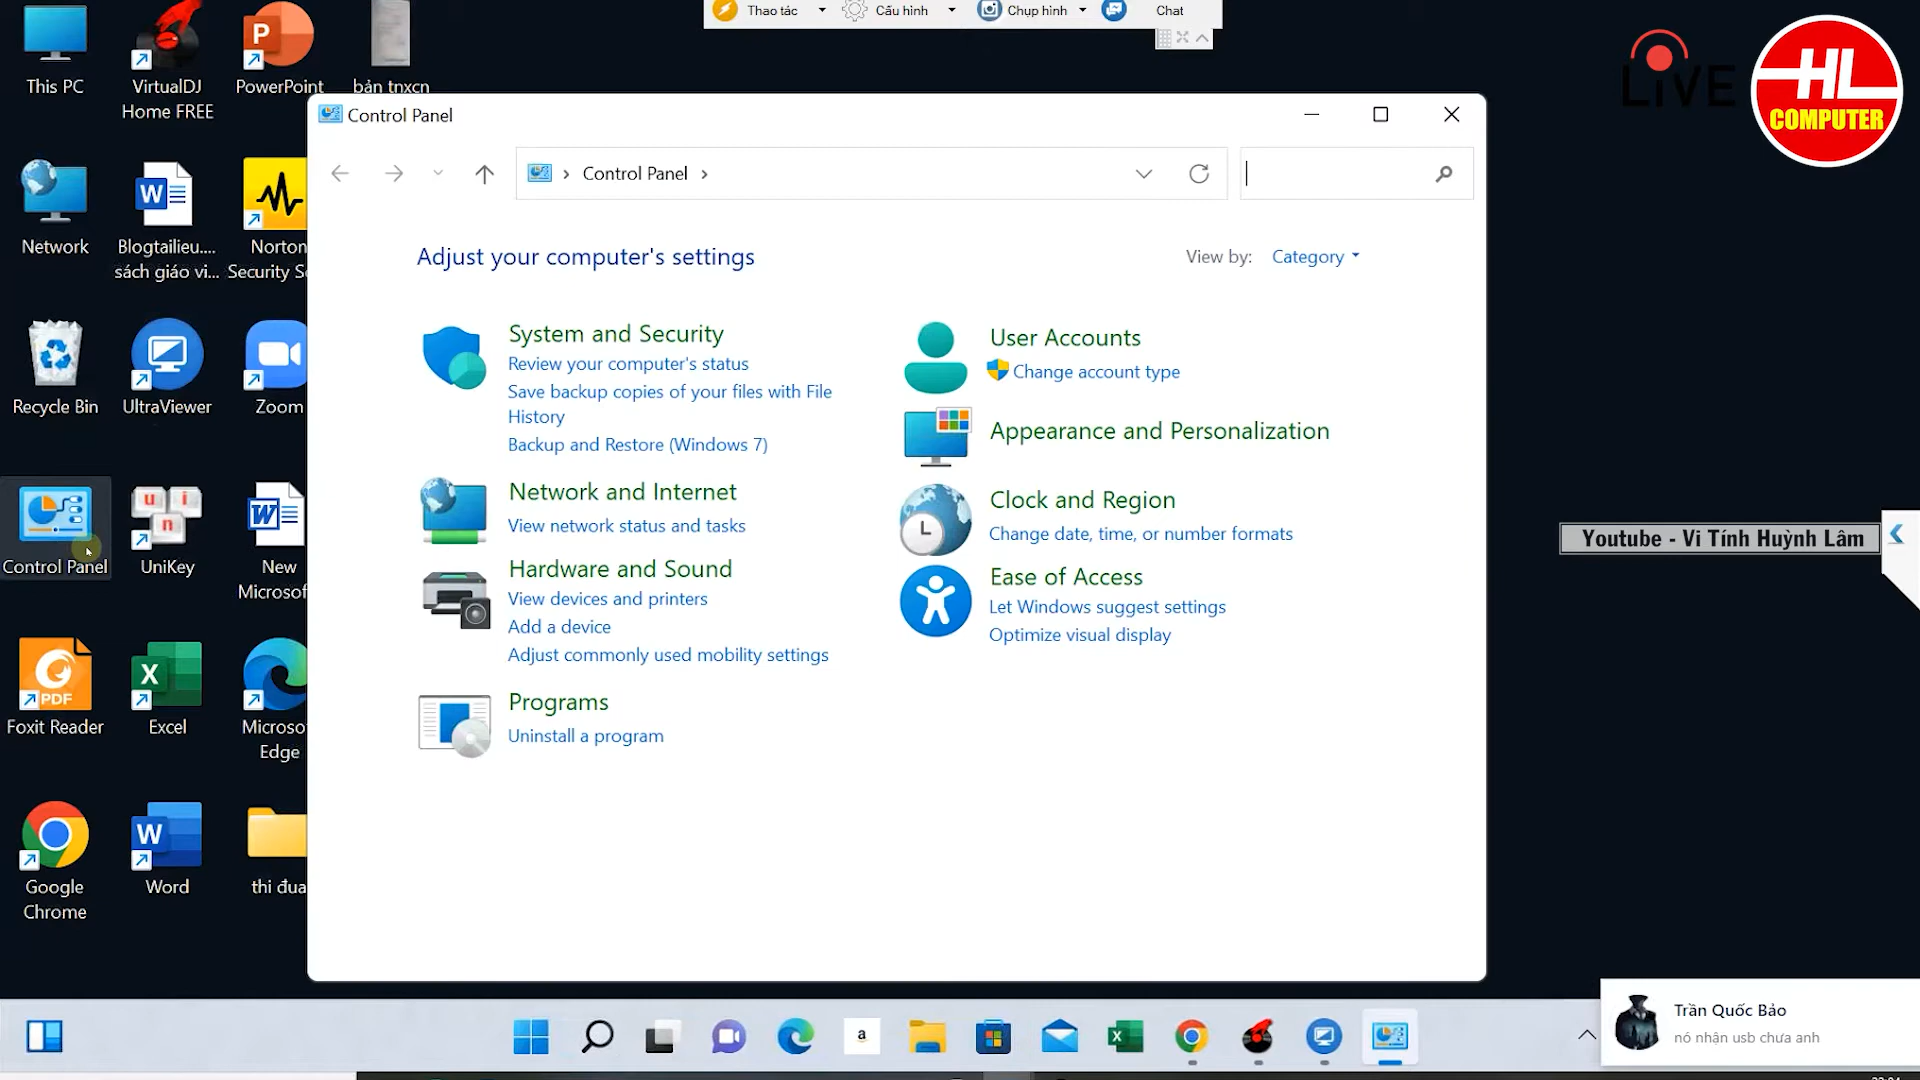 Thao tác
Cấu hình
Chụp hình
Chat
LiVE
HL
COMPUTER
This PC
VirtualDJ
Home FREE
PowerPoint
bản tnxcn
Control Panel
Control Panel
Network
Blogtailieu....
sách giáo vi...
Norton
Security S
Adjust your computer's settings
View by:
Category
System and Security
Review your computer's status
Save backup copies of your files with File
History
Backup and Restore (Windows 7)
User Accounts
Change account type
Appearance and Personalization
Recycle Bin
UltraViewer
Zoom
Network and Internet
View network status and tasks
Clock and Region
Change date, time, or number formats
Control Panel
UniKey
New
Microsof
Hardware and Sound
View devices and printers
Add a device
Adjust commonly used mobility settings
Ease of Access
Let Windows suggest settings
Optimize visual display
Youtube - Vi Tính Huỳnh Lâm
Programs
Uninstall a program
PDF
Foxit Reader
Excel
Microso
Edge
Google
Chrome
Word
thi đua
Trần Quốc Bảo
nó nhận usb chưa anh